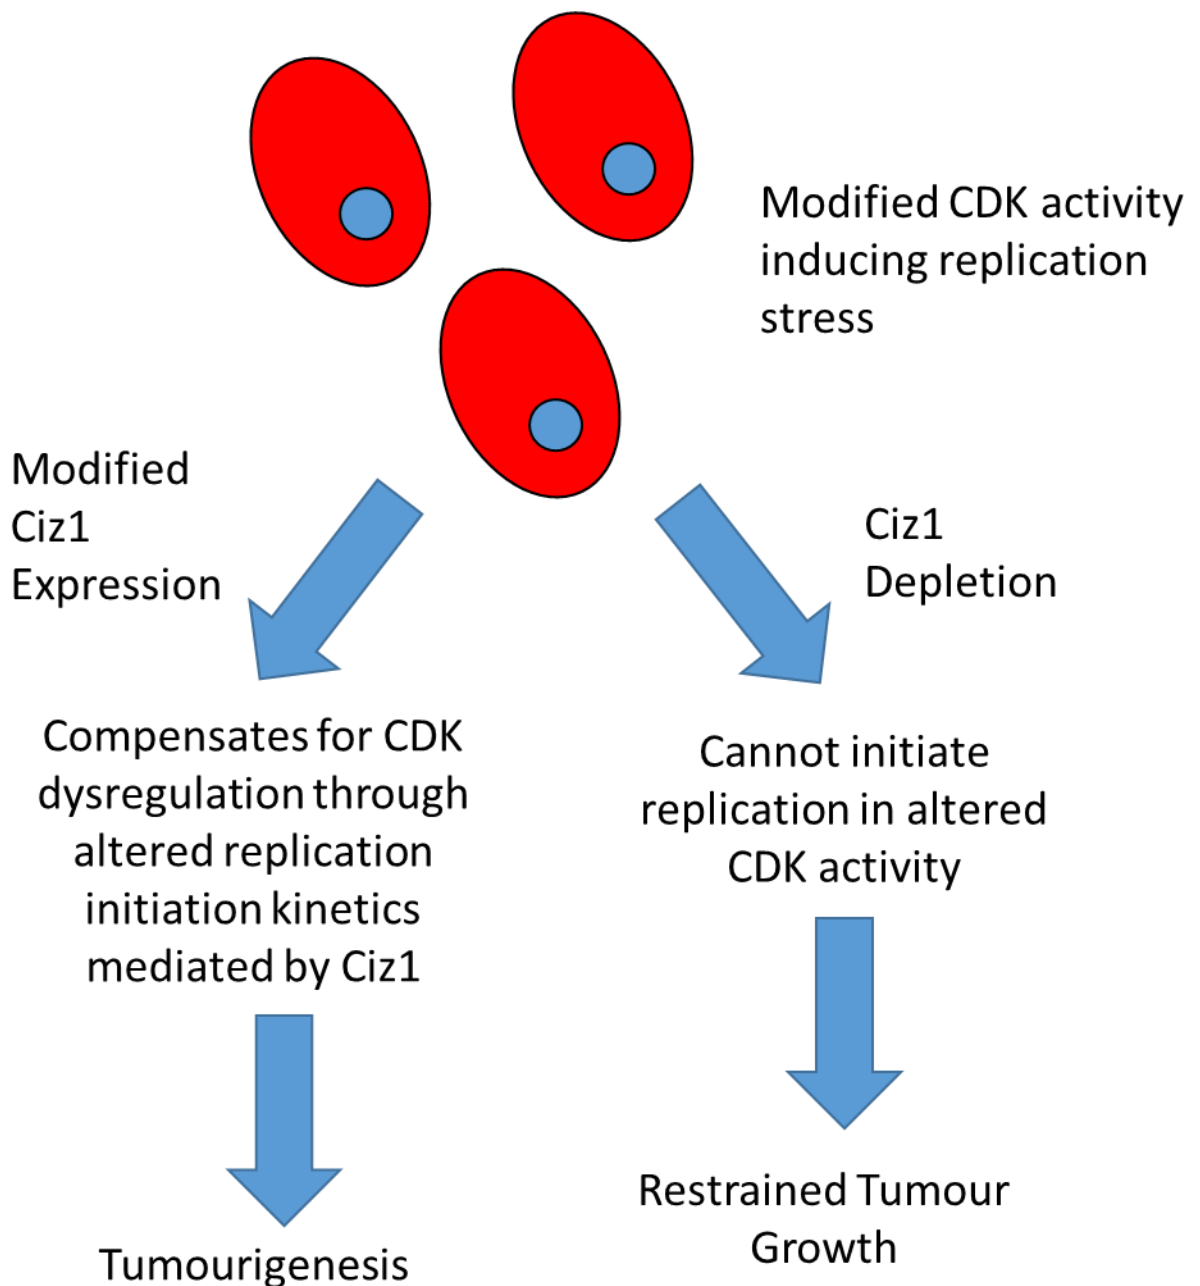 Modified CDK activity
inducing replication
stress
Modified
Ciz1
Expression
Ciz1
Depletion
Compensates for CDK
dysregulation through
altered replication
initiation kinetics
mediated by Ciz1
Cannot initiate
replication in altered
CDK activity
Tumourigenesis
Restrained Tumour
Growth